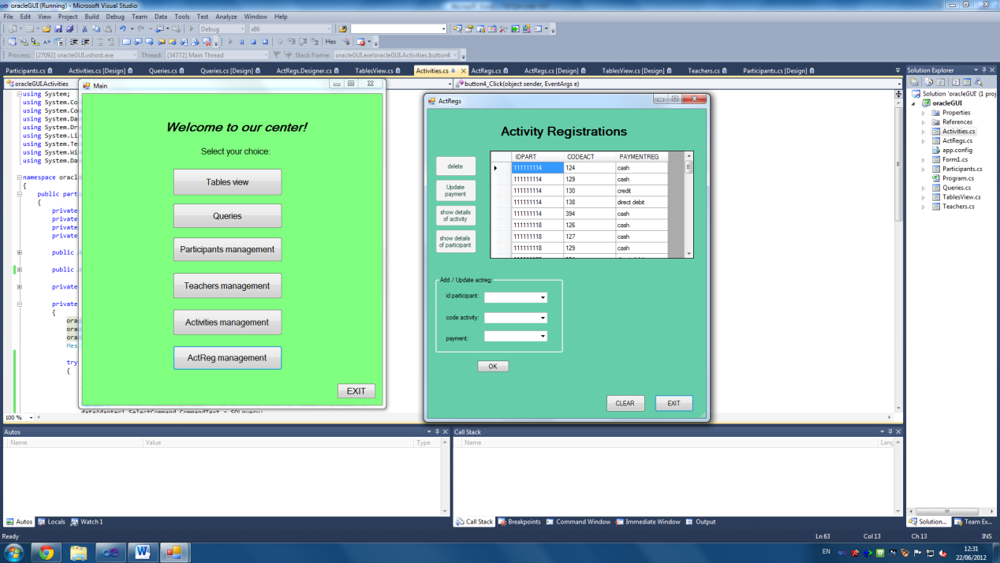 oracleGUI (Running) - Microsoft Visual Studio
File Edit View Project Build Debug Team Data Tools Test Analyze Window Help
Debug x86
Hex
Process: [27092] oracleGUI.vshost.exe Thread: [34772] Main Thread Stack Frame: oracleGUI.exe!oracleGUI.Activities.button4
Participants.cs Activities.cs [Design] Queries.cs Queries.cs [Design] ActRegs.Designer.cs TablesView.cs Activities.cs ActRegs.cs ActRegs.cs [Design] TablesView.cs [Design] Teachers.cs Participants.cs [Design]
oracleGUI.Activities
button4_Click(object sender, EventArgs e)
using System;
using System.Co
using System.Co
using System.Da
using System.Dr
using System.Li
using System.Te
using System.Wi
using System.Da
namespace oracl
{
public part
{
private
private
private
private
public
public
private
private
{
ora
ora
ora
Mes
try
{
dataAdapter1.SelectCommand.CommandText = SQLquery;
100 %
Main
Welcome to our center!
Select your choice:
Tables view
Queries
Participants management
Teachers management
Activities management
ActReg management
EXIT
ActRegs
Activity Registrations
delete
Update payment
show details of activity
show details of participant
IDPART CODEACT PAYMENTREG
111111114 124 cash
111111114 129 cash
111111114 130 credit
111111114 138 direct debit
111111114 394 cash
111111118 126 cash
111111118 127 cash
111111118 129 cash
Add / Update actreg:
id participant:
code activity:
payment:
OK
CLEAR EXIT
Solution Explorer
Solution 'oracleGUI' (1 proj
oracleGUI
Properties
References
Activities.cs
ActRegs.cs
app.config
Form1.cs
Participants.cs
Program.cs
Queries.cs
TablesView.cs
Teachers.cs
Solution... Team Ex...
Autos
Name Value Type
Autos Locals Watch 1
Call Stack
Name Lang
Call Stack Breakpoints Command Window Immediate Window Output
Ready Ln 63 Col 13 Ch 13 INS
EN
12:31
22/06/2012